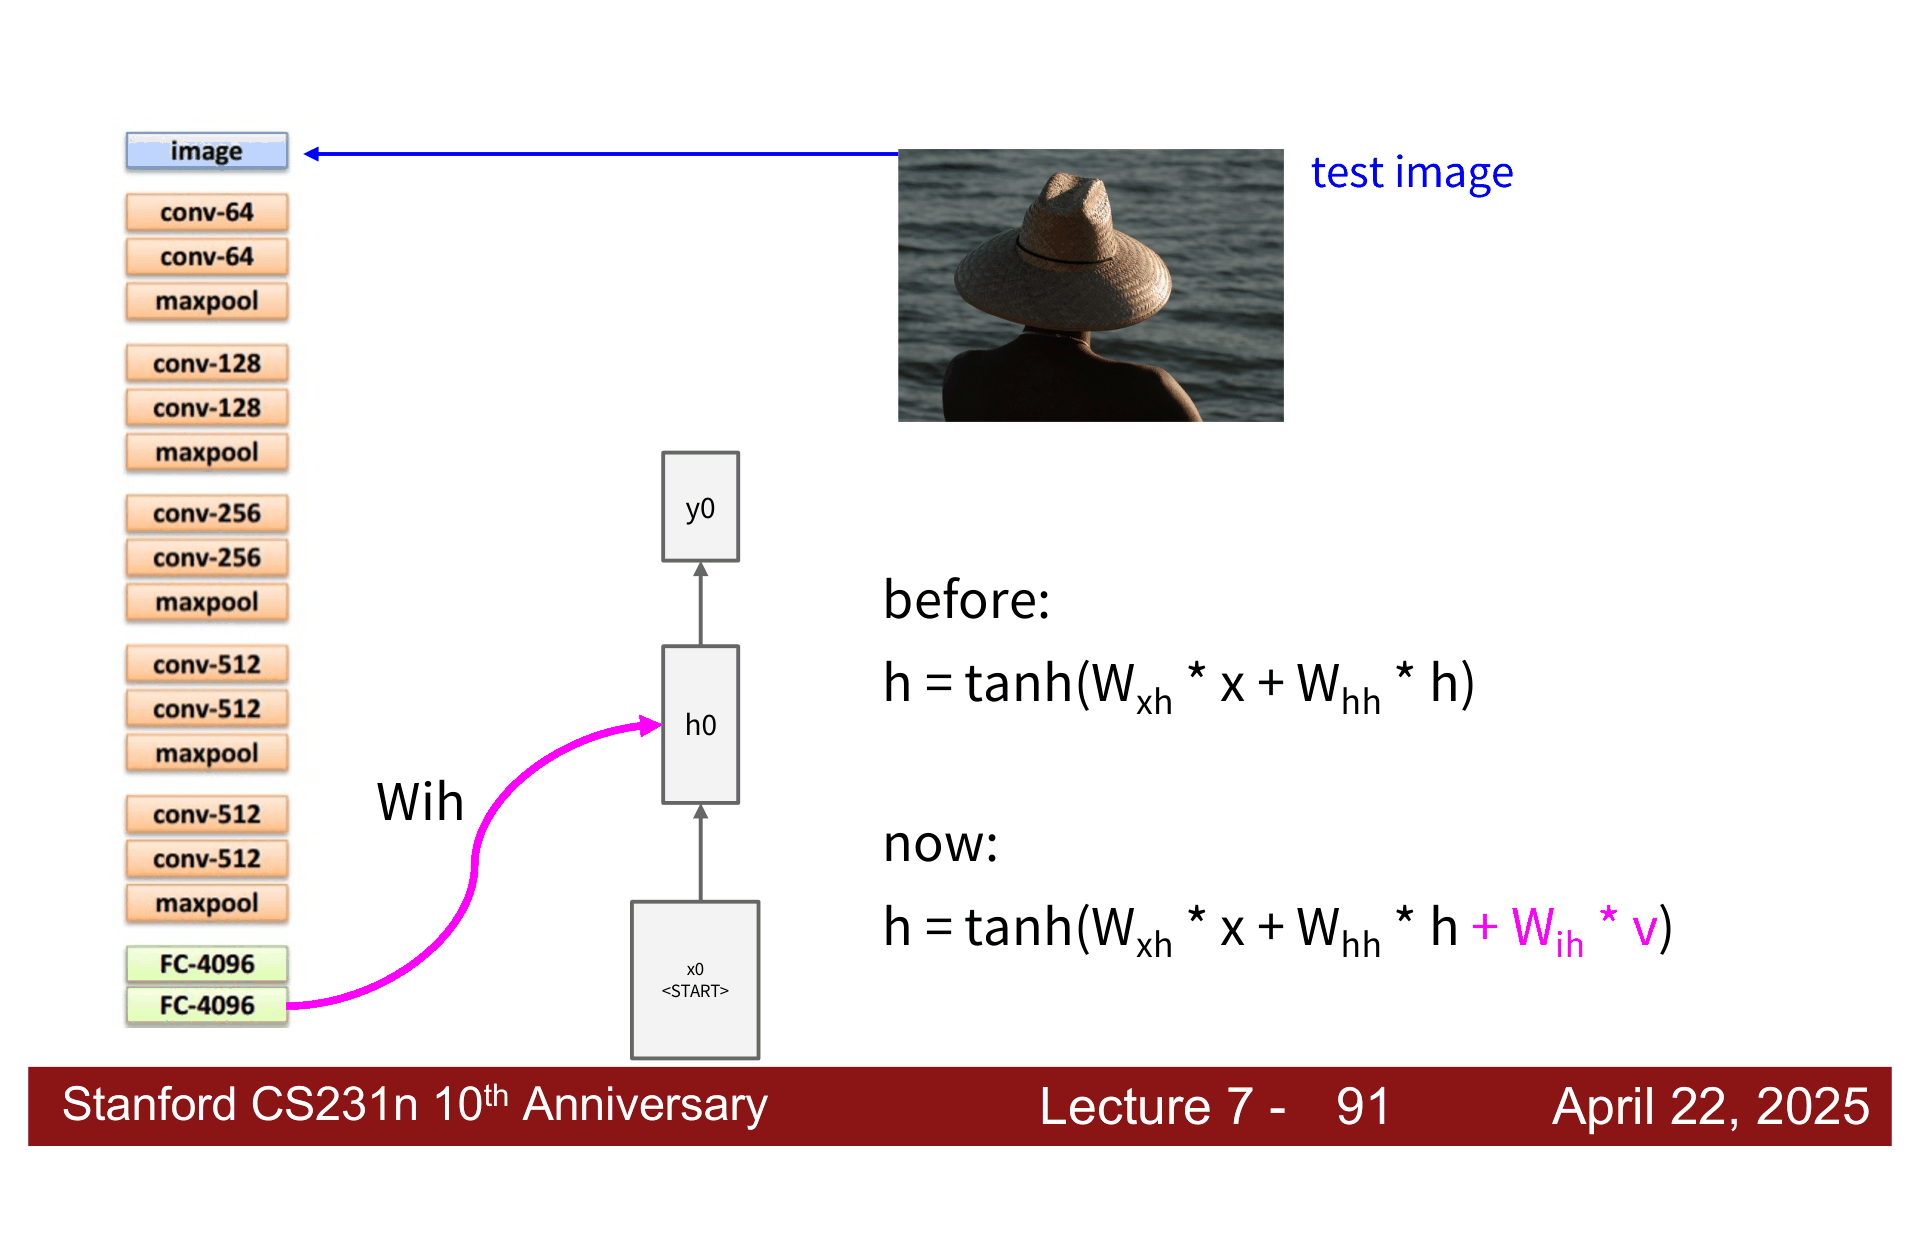 image
conv-64
conv-64
maxpool
conv-128
conv-128
maxpool
conv-256
conv-256
maxpool
conv-512
conv-512
maxpool
conv-512
conv-512
maxpool
FC-4096
FC-4096
Wih
y0
h0
x0
<START>
test image
before:
h = tanh(Wxh * x + Whh * h)
now:
h = tanh(Wxh * x + Whh * h + Wih * v)
Stanford CS231n 10th Anniversary
Lecture 7 - 91
April 22, 2025